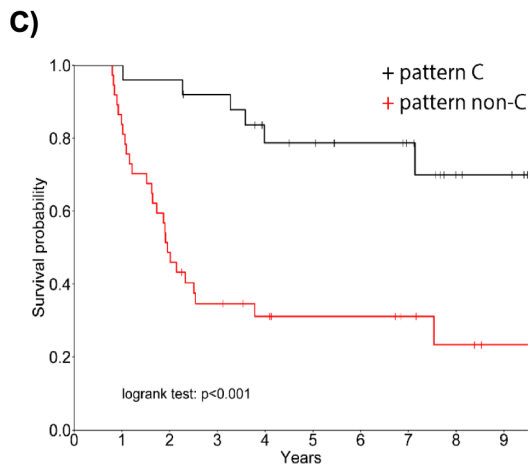 C)
1.0
0.8
0.6
0.4
0.2
0.0
Survival probability
pattern C
pattern non-C
logrank test: p<0.001
0 1 2 3 4 5 6 7 8 9
Years